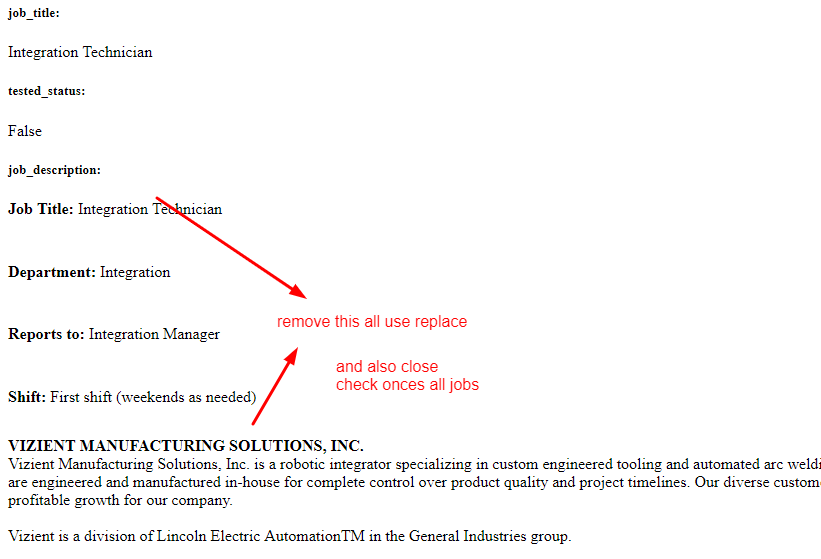 job_title:
Integration Technician
tested_status:
False
job_description:
Job Title: Integration Technician
Department: Integration
remove this all use replace
Reports to: Integration Manager
and also close
check onces all jobs
Shift: First shift (weekends as needed)
VIZIENT MANUFACTURING SOLUTIONS, INC.
Vizient Manufacturing Solutions, Inc. is a robotic integrator specializing in custom engineered tooling and automated arc weldi
are engineered and manufactured in-house for complete control over product quality and project timelines. Our diverse custom
profitable growth for our company.
Vizient is a division of Lincoln Electric AutomationTM in the General Industries group.